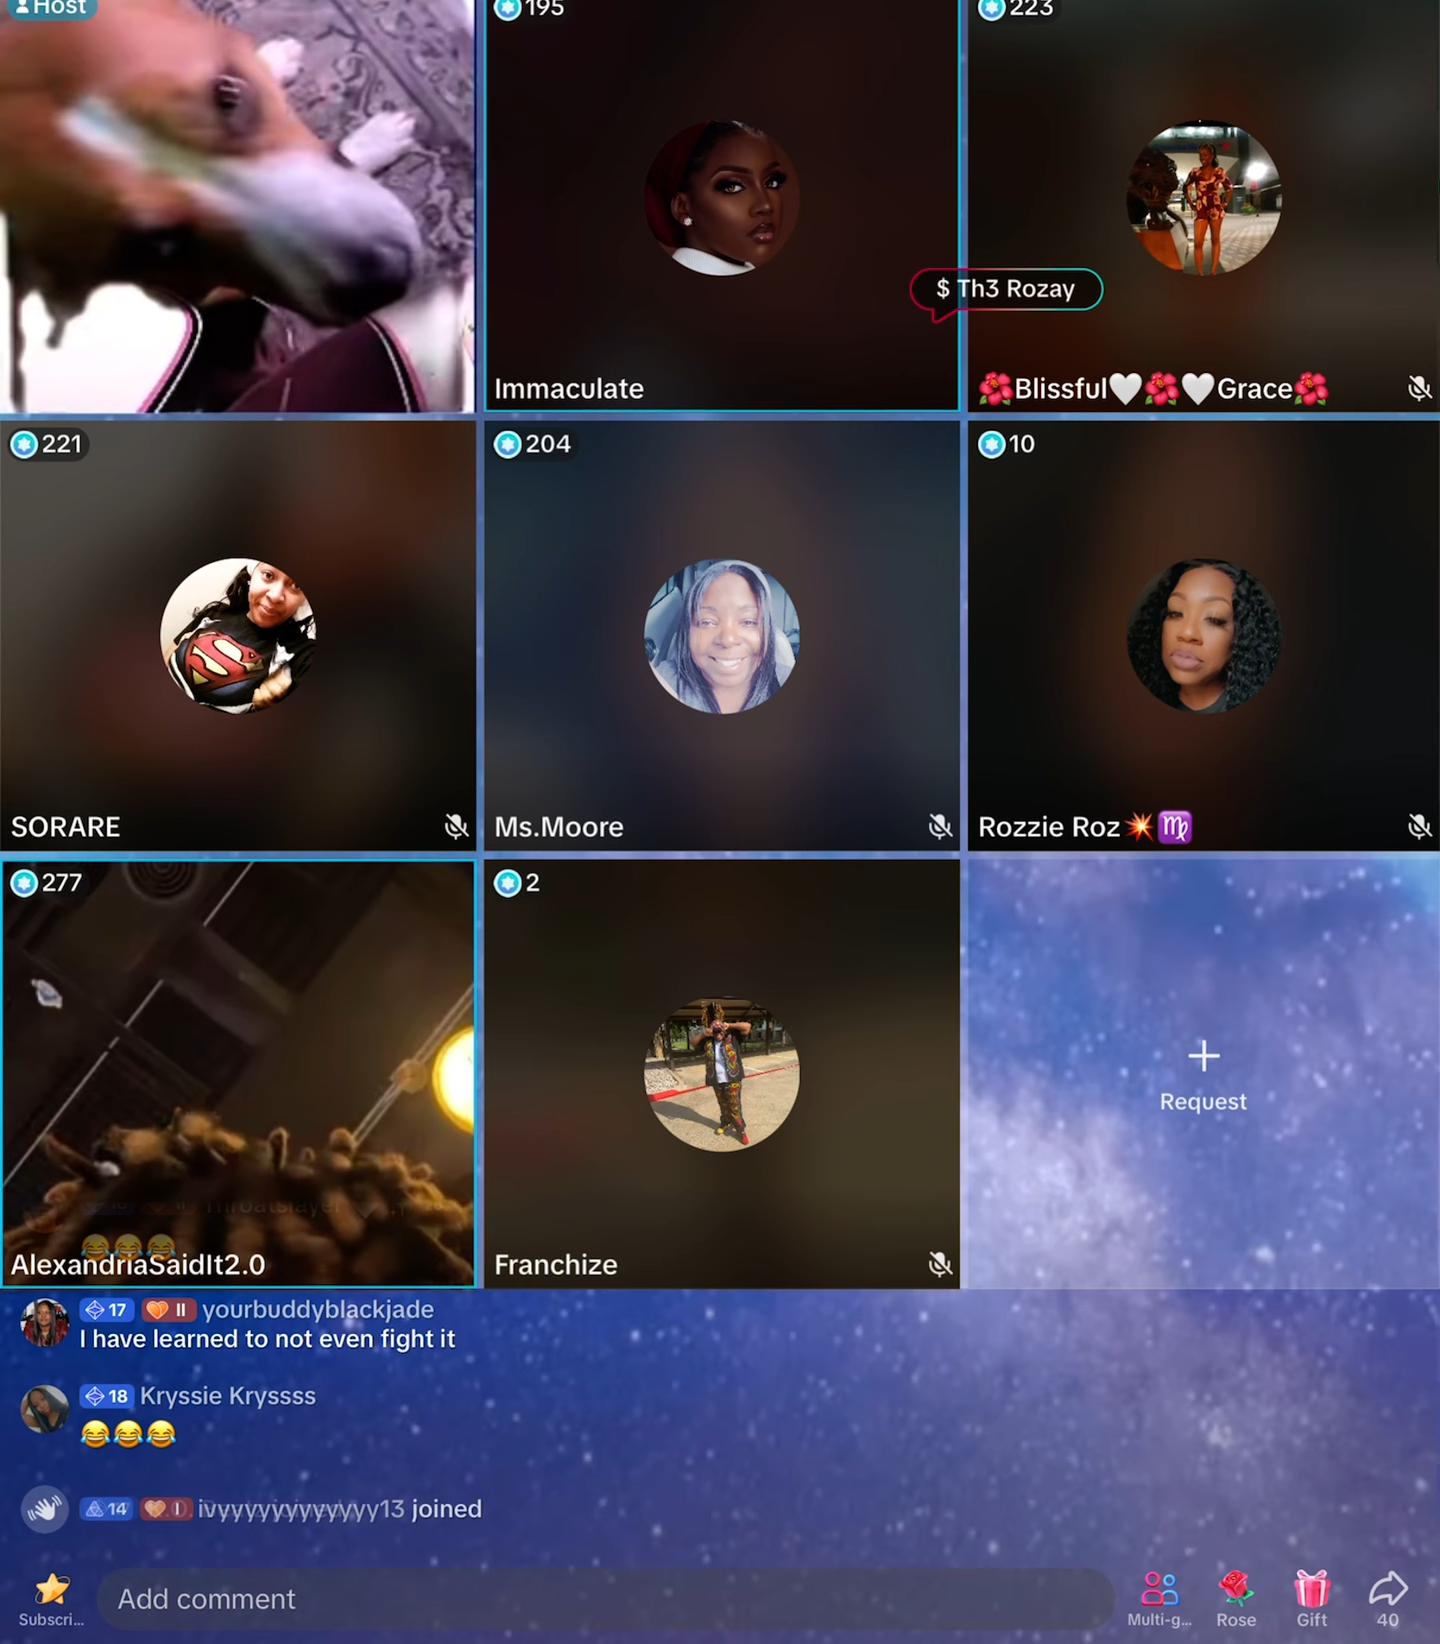 Host
195
223
$ Th3 Rozay
Immaculate
🌺Blissful🤍🌺🤍Grace🌺
221
204
10
SORARE
Ms.Moore
Rozzie Roz💥♍
277
2
+
Request
AlexandriaSaidIt2.0
Franchize
17 II yourbuddyblackjade
I have learned to not even fight it
18 Kryssie Kryssss
😂😂😂
14 I ivyyyyyyyyyyyy13 joined
Subscri...
Add comment
Multi-g...
Rose
Gift
40